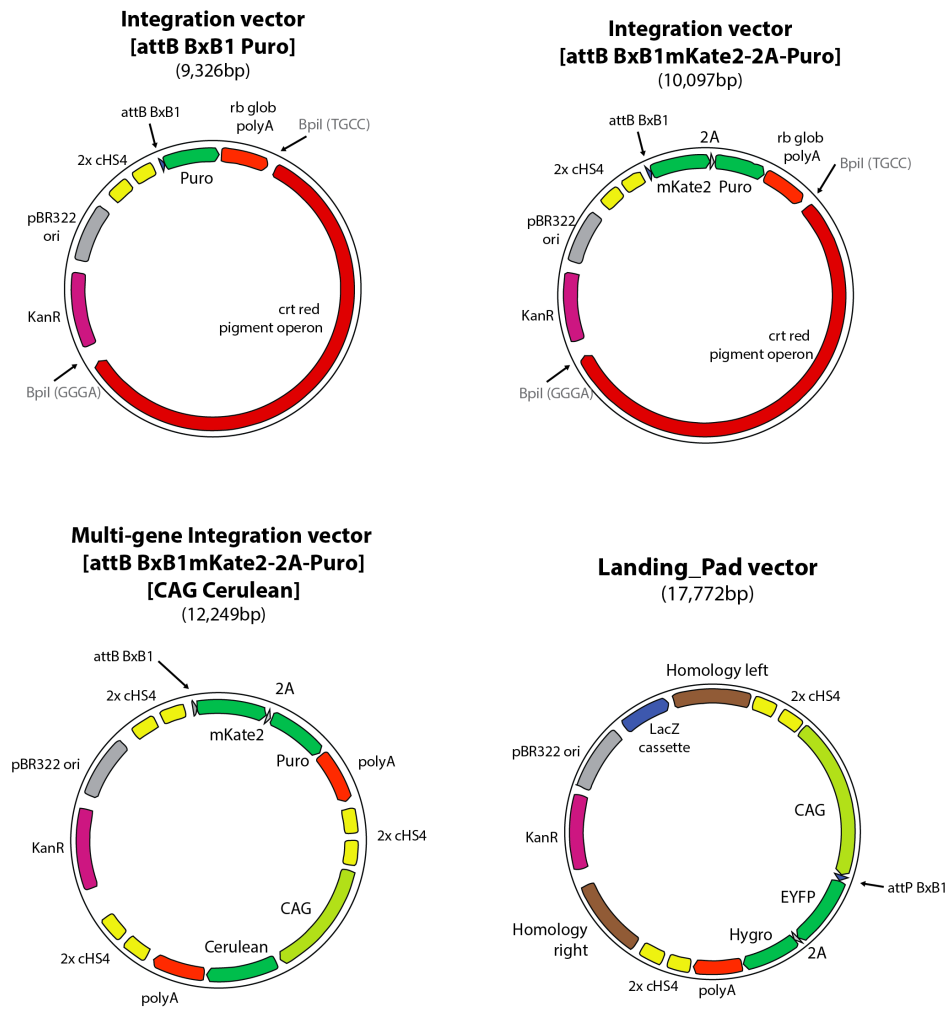 Integration vector
[attB BxB1 Puro]
(9,326bp)
attB BxB1
rb glob
polyA
BpiI (TGCC)
2x cHS4
Puro
pBR322
ori
KanR
crt red
pigment operon
BpiI (GGGA)
Integration vector
[attB BxB1mKate2-2A-Puro]
(10,097bp)
attB BxB1
2A
rb glob
polyA
BpiI (TGCC)
2x cHS4
mKate2 Puro
pBR322
ori
KanR
crt red
pigment operon
BpiI (GGGA)
Multi-gene Integration vector
[attB BxB1mKate2-2A-Puro]
[CAG Cerulean]
(12,249bp)
attB BxB1
2x cHS4
2A
mKate2
Puro
polyA
pBR322 ori
2x cHS4
KanR
CAG
Cerulean
2x cHS4
polyA
Landing_Pad vector
(17,772bp)
Homology left
2x cHS4
LacZ
cassette
pBR322 ori
CAG
KanR
attP BxB1
EYFP
Homology
right
Hygro
2A
2x cHS4
polyA